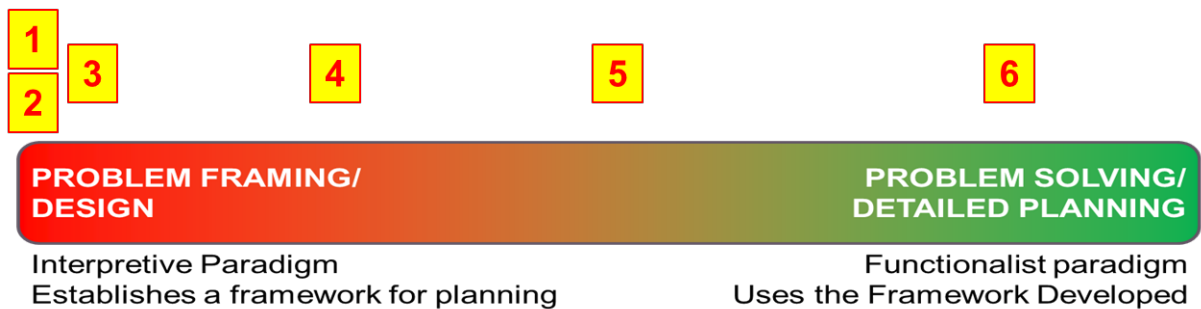 1
2
3
4
5
6
PROBLEM FRAMING/
DESIGN
PROBLEM SOLVING/
DETAILED PLANNING
Interpretive Paradigm
Establishes a framework for planning
Functionalist paradigm
Uses the Framework Developed